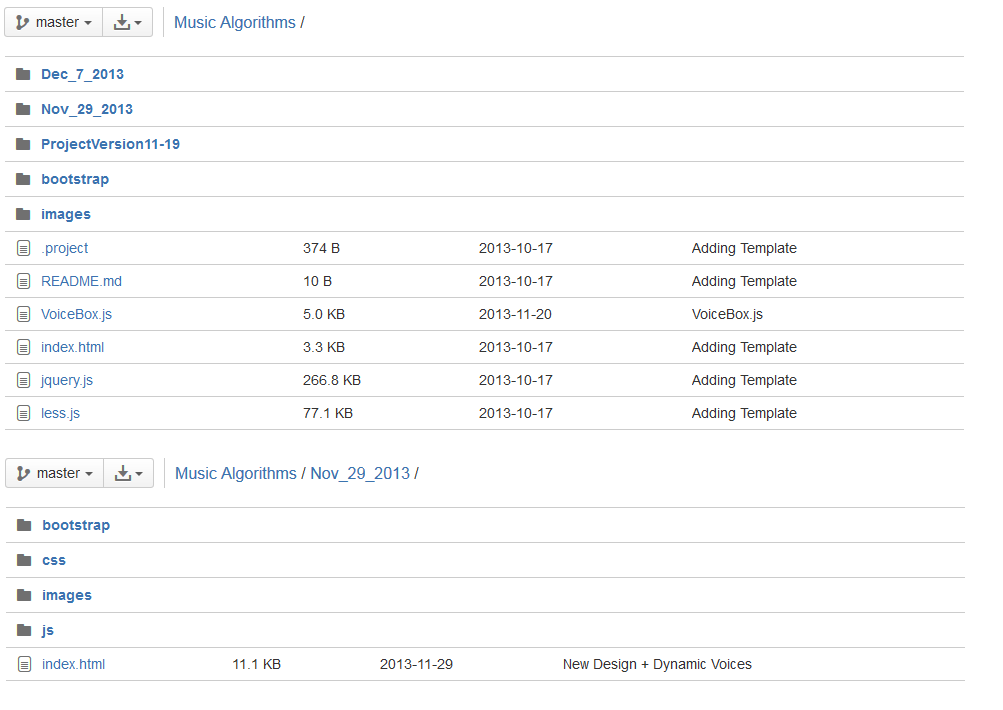 master Music Algorithms /
Dec_7_2013
Nov_29_2013
ProjectVersion11-19
bootstrap
images
.project 374 B 2013-10-17 Adding Template
README.md 10 B 2013-10-17 Adding Template
VoiceBox.js 5.0 KB 2013-11-20 VoiceBox.js
index.html 3.3 KB 2013-10-17 Adding Template
jquery.js 266.8 KB 2013-10-17 Adding Template
less.js 77.1 KB 2013-10-17 Adding Template
master Music Algorithms / Nov_29_2013 /
bootstrap
css
images
js
index.html 11.1 KB 2013-11-29 New Design + Dynamic Voices